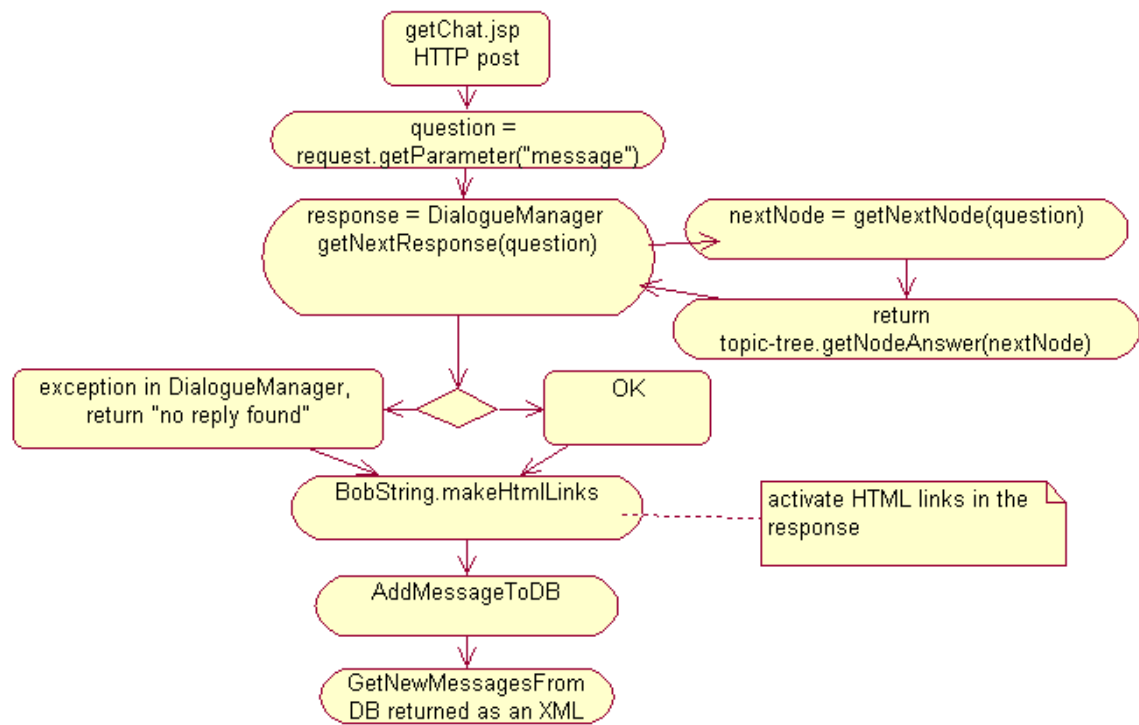 getChat.jsp
HTTP post
question =
request.getParameter("message")
response = DialogueManager
getNextResponse(question)
nextNode = getNextNode(question)
return
topic-tree.getNodeAnswer(nextNode)
exception in DialogueManager,
return "no reply found"
OK
BobString.makeHtmlLinks
activate HTML links in the
response
AddMessageToDB
GetNewMessagesFrom
DB returned as an XML